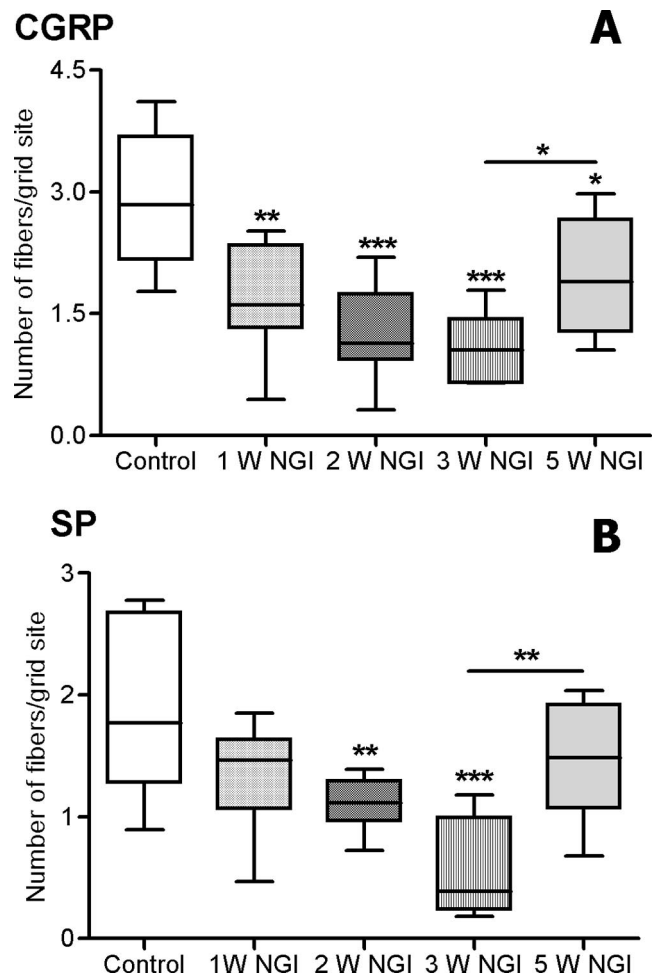 CGRP
A
Number of fibers/grid site
4.5
3.0
1.5
0.0
**
***
***
*
*
Control 1 W NGI 2 W NGI 3 W NGI 5 W NGI
SP
B
Number of fibers/grid site
3
2
1
0
**
***
**
Control 1W NGI 2 W NGI 3 W NGI 5 W NGI